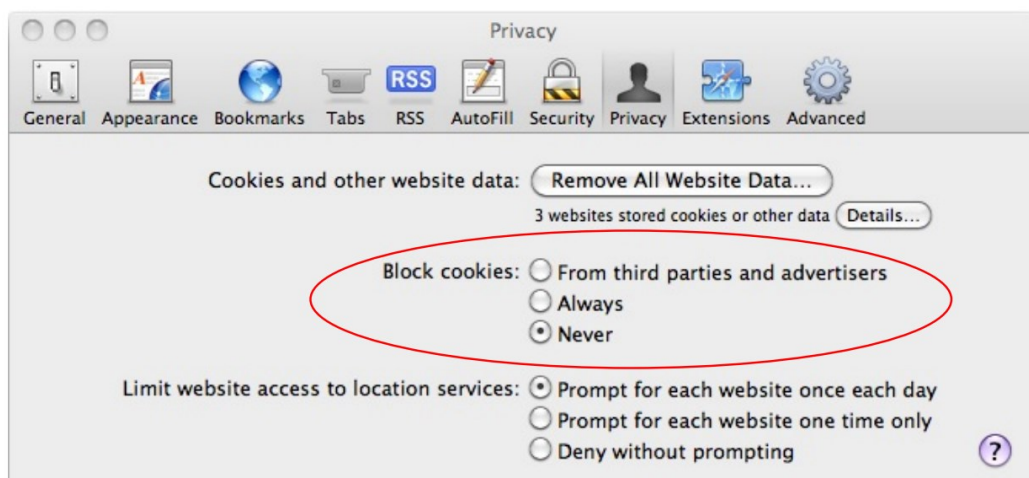 Privacy
RSS
General Appearance Bookmarks Tabs RSS AutoFill Security Privacy Extensions Advanced
Cookies and other website data: Remove All Website Data...
3 websites stored cookies or other data Details...
Block cookies: From third parties and advertisers
Always
Never
Limit website access to location services: Prompt for each website once each day
Prompt for each website one time only
Deny without prompting
?